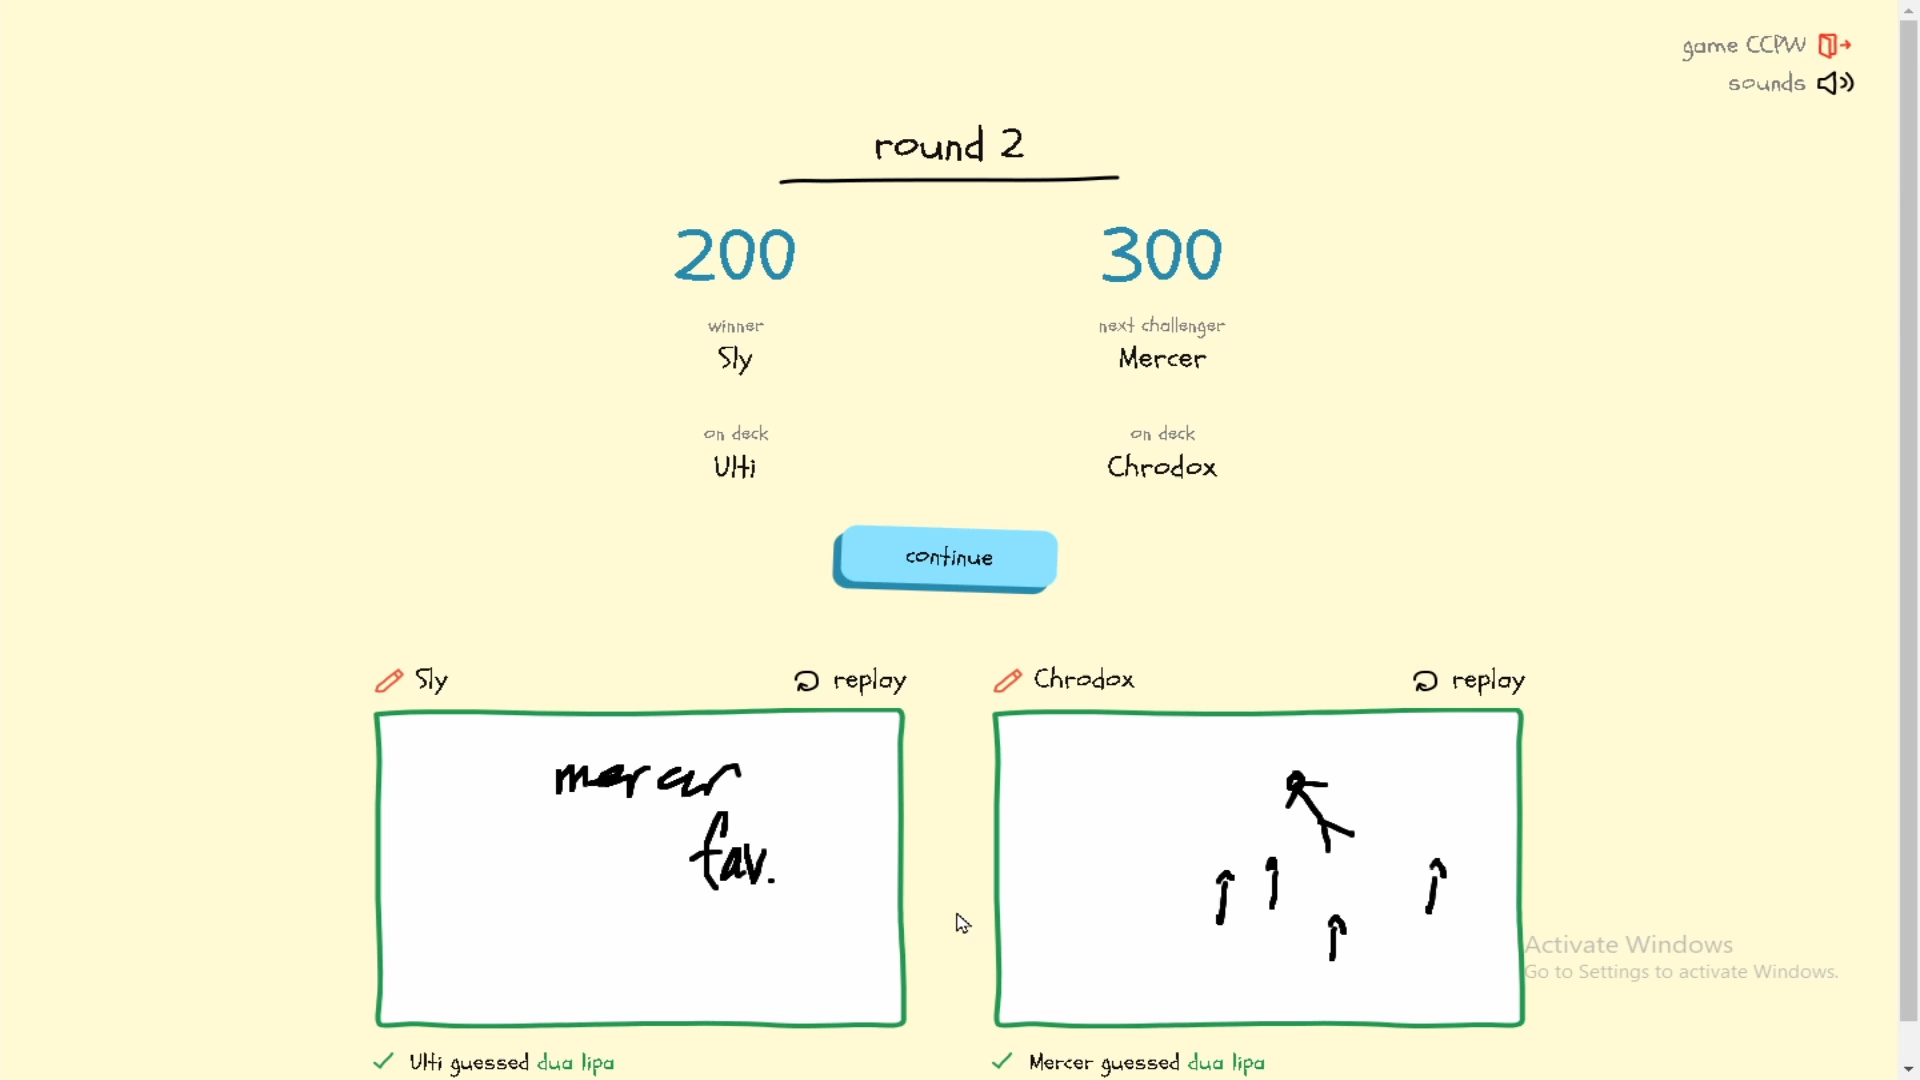 game CCPW
sounds
round 2
200
300
winner
Sly
next challenger
Mercer
on deck
Ulti
on deck
Chrodox
continue
Sly
replay
Chrodox
replay
mercer
fav.
Activate Windows
Go to Settings to activate Windows.
Ulti guessed dua lipa
Mercer guessed dua lipa